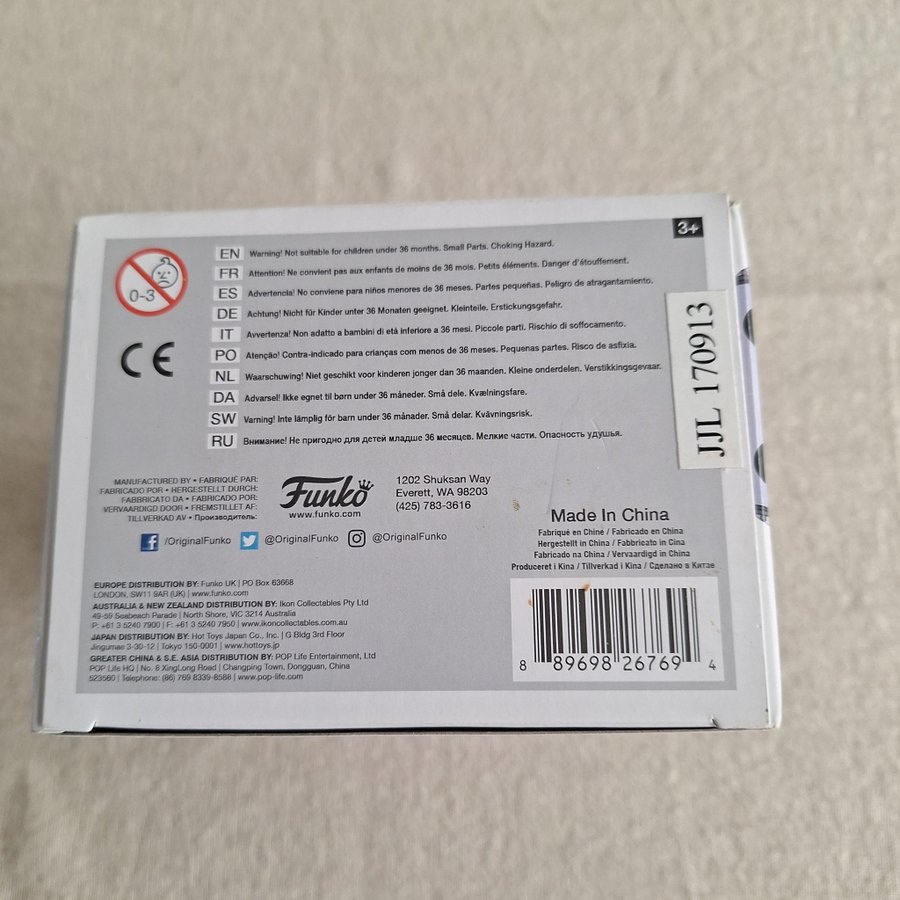 3+
0-3
EN Warning! Not suitable for children under 36 months. Small Parts. Choking Hazard.
FR Attention! Ne convient pas aux enfants de moins de 36 mois. Petits éléments. Danger d'étouffement.
ES Advertencia! No conviene para niños menores de 36 meses. Partes pequeñas. Peligro de atragantamiento.
DE Achtung! Nicht für Kinder unter 36 Monaten geeignet. Kleinteile. Erstickungsgefahr.
IT Avvertenza! Non adatto a bambini di età inferiore a 36 mesi. Piccole parti. Rischio di soffocamento.
PO Atenção! Contra-indicado para crianças com menos de 36 meses. Pequenas partes. Risco de asfixia.
NL Waarschuwing! Niet geschikt voor kinderen jonger dan 36 maanden. Kleine onderdelen. Verstikkingsgevaar.
DA Advarsel! Ikke egnet til børn under 36 måneder. Små dele. Kvælningsfare.
SW Varning! Inte lämplig för barn under 36 månader. Små delar. Kvävningsrisk.
RU Внимание! Не пригодно для детей младше 36 месяцев. Мелкие части. Опасность удушья.
CE
JJL 170913
MANUFACTURED BY • FABRIQUÉ PAR:
FABRICADO POR • HERGESTELLT DURCH:
FABBRICATO DA • FABRICADO POR:
VERVAARDIGD DOOR • FREMSTILLET AF:
TILLVERKAD AV • Производитель:
Funko
www.funko.com
1202 Shuksan Way
Everett, WA 98203
(425) 783-3616
/OriginalFunko @OriginalFunko @OriginalFunko
Made In China
Fabriqué en Chine / Fabricado en China
Hergestellt in China / Fabbricato in Cina
Fabricado na China / Vervaardigd in China
Produceret i Kina / Tillverkad i Kina / Сделано в Китае
EUROPE DISTRIBUTION BY: Funko UK | PO Box 63668
LONDON, SW11 9AR (UK) | www.funko.com
AUSTRALIA & NEW ZEALAND DISTRIBUTION BY: Ikon Collectables Pty Ltd
49-59 Seabeach Parade | North Shore, VIC 3214 Australia
P: +61 3 5240 7900 | F: +61 3 5240 7950 | www.ikoncollectables.com.au
JAPAN DISTRIBUTION BY: Hot Toys Japan Co., Inc. | G Bldg 3rd Floor
Jingumae 3-30-12 | Tokyo 150-0001 | www.hottoys.jp
GREATER CHINA & S.E. ASIA DISTRIBUTION BY: POP Life Entertainment, Ltd
POP Life HQ | No. 8 XingLong Road | Changping Town, Dongguan, China
523560 | Telephone: (86) 769 8339-8588 | www.pop-life.com
8 89698 26769 4